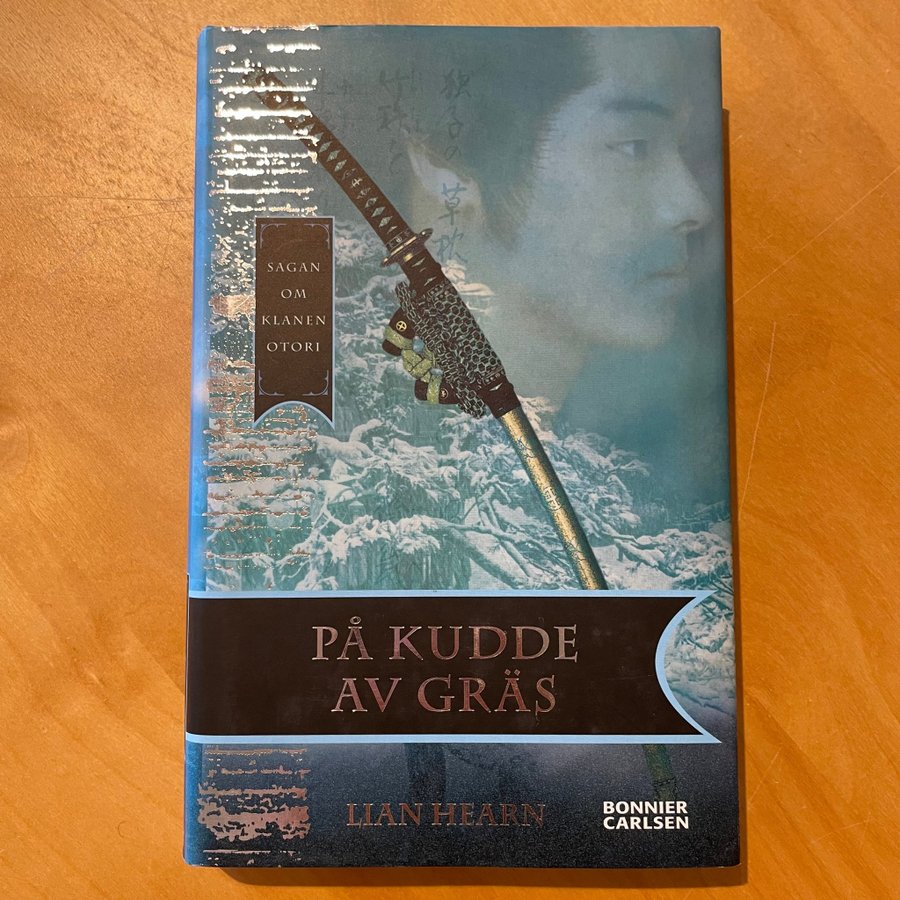 SAGAN
OM
KLANEN
OTORI
PÅ KUDDE
AV GRÄS
LIAN HEARN
BONNIER
CARLSEN